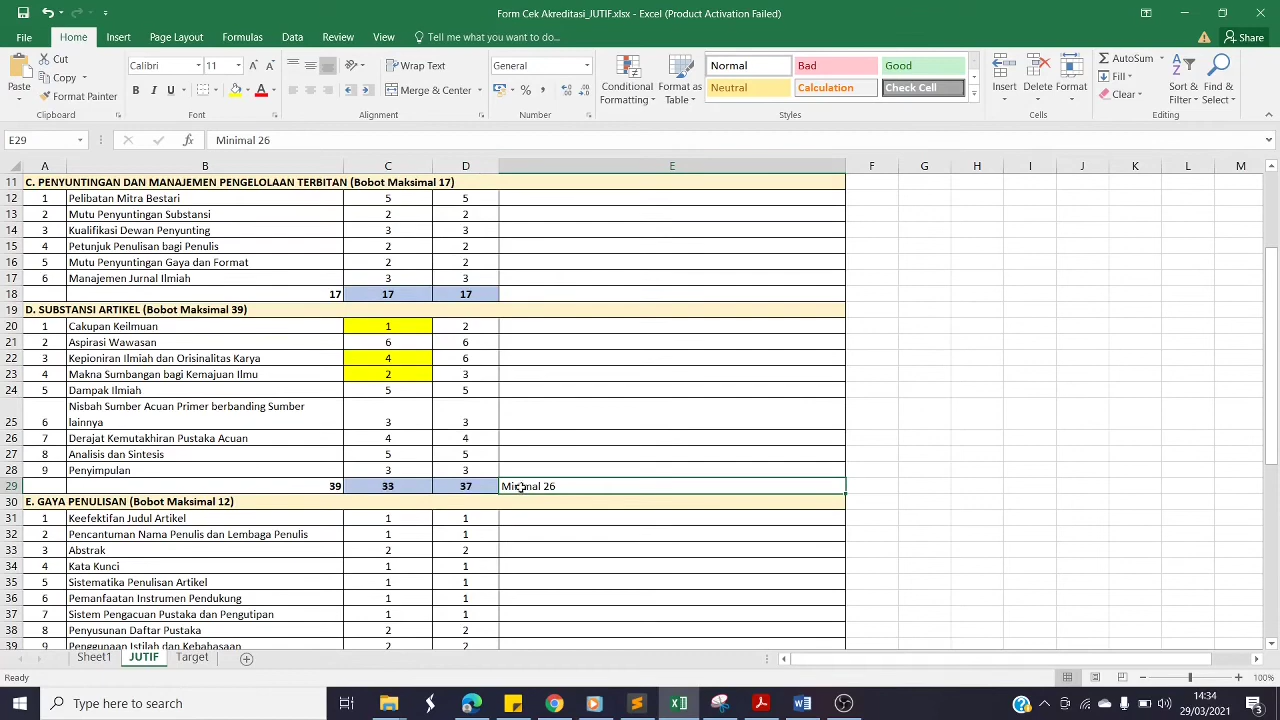 Form Cek Akreditasi_JUTIF.xlsx - Excel (Product Activation Failed)
File Home Insert Page Layout Formulas Data Review View Tell me what you want to do... Share
Paste
Cut
Copy
Format Painter
Clipboard
Calibri 11
B I U
Font
Wrap Text
Merge & Center
Alignment
General
Number
Conditional Formatting
Format as Table
Normal Bad Good
Neutral Calculation Check Cell
Styles
Insert Delete Format
Cells
AutoSum
Fill
Clear
Sort & Filter
Find & Select
Editing
E29 Minimal 26
A B C D E F G H I J K L M
11 C. PENYUNTINGAN DAN MANAJEMEN PENGELOLAAN TERBITAN (Bobot Maksimal 17)
12 1 Pelibatan Mitra Bestari 5 5
13 2 Mutu Penyuntingan Substansi 2 2
14 3 Kualifikasi Dewan Penyunting 3 3
15 4 Petunjuk Penulisan bagi Penulis 2 2
16 5 Mutu Penyuntingan Gaya dan Format 2 2
17 6 Manajemen Jurnal Ilmiah 3 3
18 17 17 17
19 D. SUBSTANSI ARTIKEL (Bobot Maksimal 39)
20 1 Cakupan Keilmuan 1 2
21 2 Aspirasi Wawasan 6 6
22 3 Kepioniran Ilmiah dan Orisinalitas Karya 4 6
23 4 Makna Sumbangan bagi Kemajuan Ilmu 2 3
24 5 Dampak Ilmiah 5 5
Nisbah Sumber Acuan Primer berbanding Sumber
25 6 lainnya 3 3
26 7 Derajat Kemutakhiran Pustaka Acuan 4 4
27 8 Analisis dan Sintesis 5 5
28 9 Penyimpulan 3 3
29 39 33 37 Minimal 26
30 E. GAYA PENULISAN (Bobot Maksimal 12)
31 1 Keefektifan Judul Artikel 1 1
32 2 Pencantuman Nama Penulis dan Lembaga Penulis 1 1
33 3 Abstrak 2 2
34 4 Kata Kunci 1 1
35 5 Sistematika Penulisan Artikel 1 1
36 6 Pemanfaatan Instrumen Pendukung 1 1
37 7 Sistem Pengacuan Pustaka dan Pengutipan 1 1
38 8 Penyusunan Daftar Pustaka 2 2
39 9 Penggunaan Istilah dan Kebahasaan 2 2
Sheet1 JUTIF Target
Ready 100%
Type here to search
14:34
29/03/2021